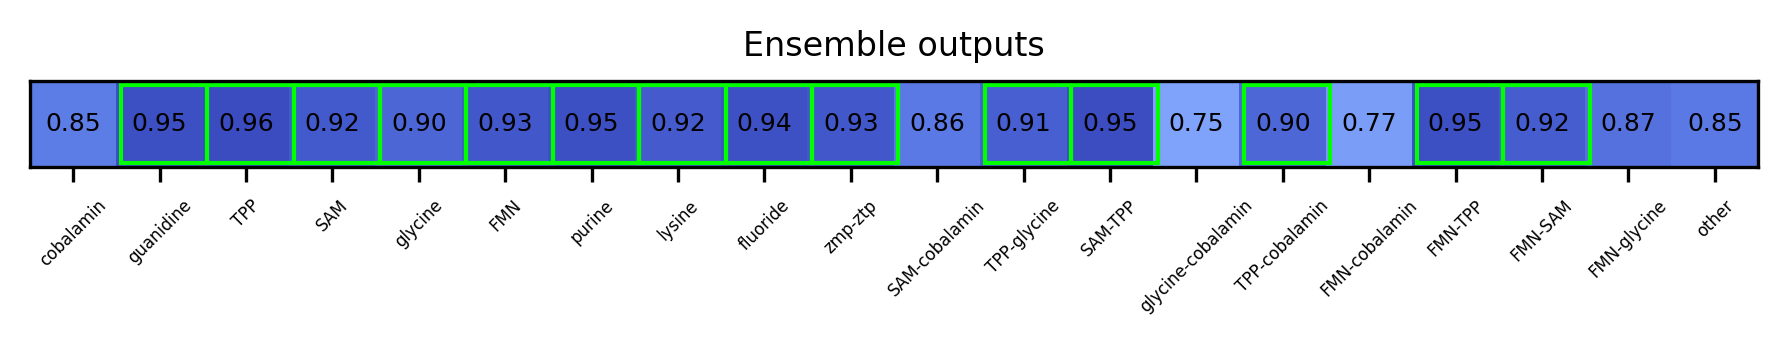 Ensemble outputs
0.85 0.95 0.96 0.92 0.90 0.93 0.95 0.92 0.94 0.93 0.86 0.91 0.95 0.75 0.90 0.77 0.95 0.92 0.87 0.85
cobalamin guanidine TPP SAM glycine FMN purine lysine fluoride zmp-ztp SAM-cobalamin TPP-glycine SAM-TPP glycine-cobalamin TPP-cobalamin FMN-cobalamin FMN-TPP FMN-SAM FMN-glycine other